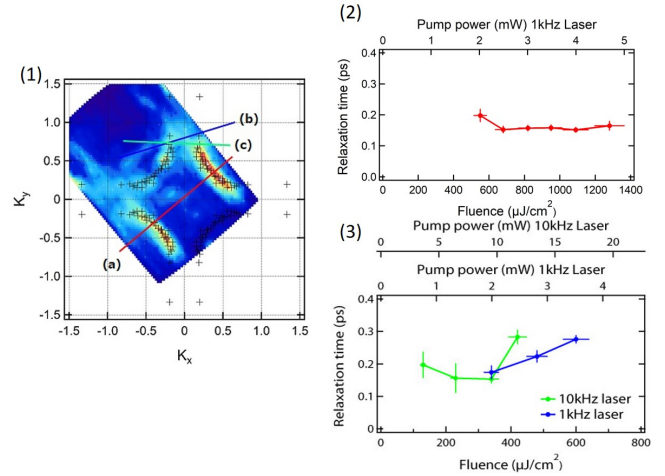 (1)
1.5
1.0
0.5
0
-0.5
-1.0
-1.5 -1.0 -0.5 0 0.5 1.0 1.5
Ky
Kx
(b)
(c)
(a)
(2)
Pump power (mW) 1kHz Laser
0 1 2 3 4 5
0.4
0.3
0.2
0.1
0.0
Relaxation time (ps)
0 200 400 600 800 1000 1200 1400
Fluence (µJ/cm²)
(3)
Pump power (mW) 10kHz Laser
0 5 10 15 20
Pump power (mW) 1kHz Laser
0 1 2 3 4
0.4
0.3
0.2
0.1
0
Relaxation time (ps)
10kHz laser
1kHz laser
0 200 400 600 800
Fluence (µJ/cm²)